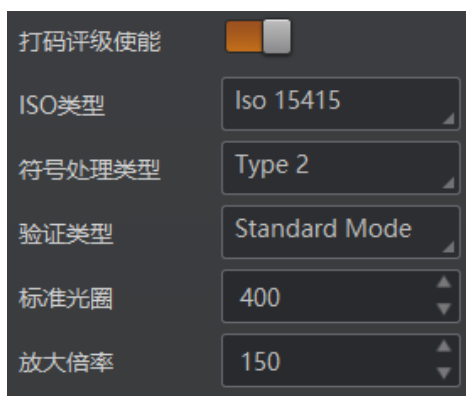 打码评级使能
ISO类型 Iso 15415
符号处理类型 Type 2
验证类型 Standard Mode
标准光圈 400
放大倍率 150